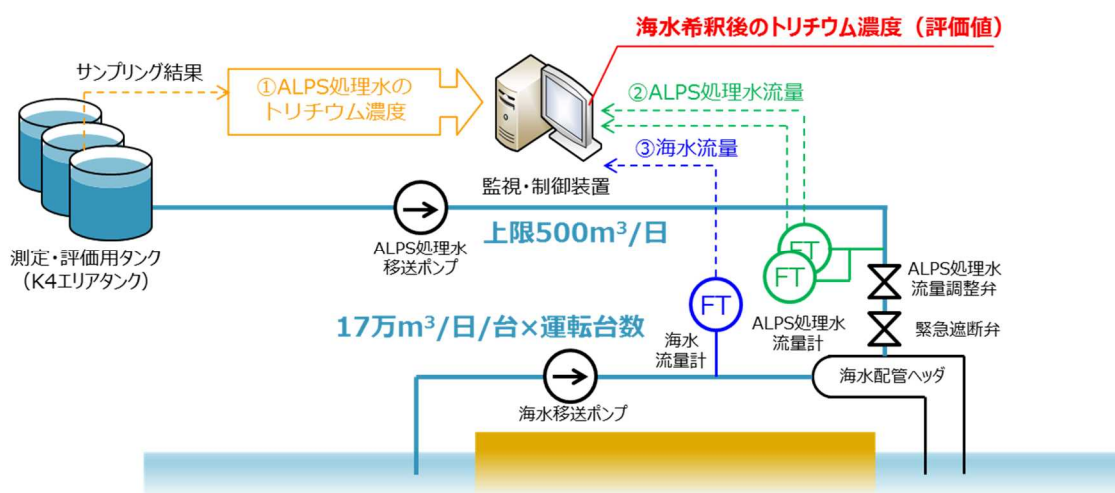 海水希釈後のトリチウム濃度（評価値）
サンプリング結果
①ALPS処理水の
トリチウム濃度
②ALPS処理水流量
③海水流量
監視・制御装置
上限500m³/日
ALPS処理水
移送ポンプ
測定・評価用タンク
（K4エリアタンク）
FT
FT
ALPS処理水
流量調整弁
FT
17万m³/日/台×運転台数
海水
流量計
ALPS処理水
流量計
緊急遮断弁
海水配管ヘッダ
海水移送ポンプ